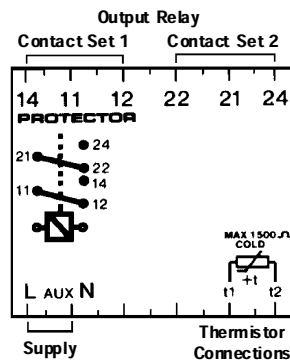 Output Relay
Contact Set 1 Contact Set 2
14 11 12 22 21 24
PROTECTOR
24
21
22
14
11
12
MAX 1500 Ω
COLD
+t
t1 t2
L AUX N
Supply
Thermistor
Connections